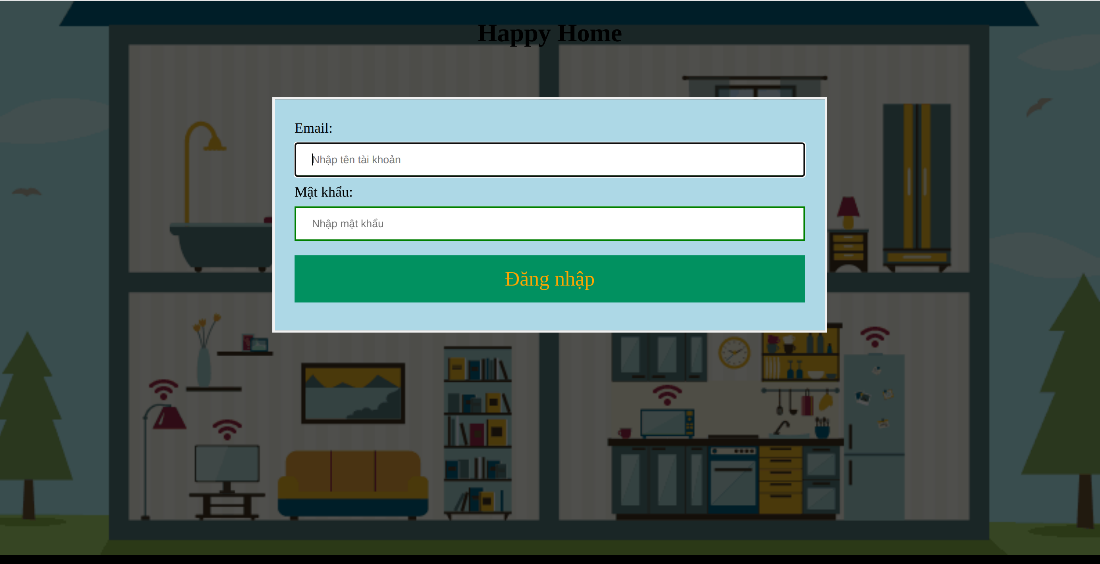 Happy Home
Email:
Nhập tên tài khoản
Mật khẩu:
Nhập mật khẩu
Đăng nhập